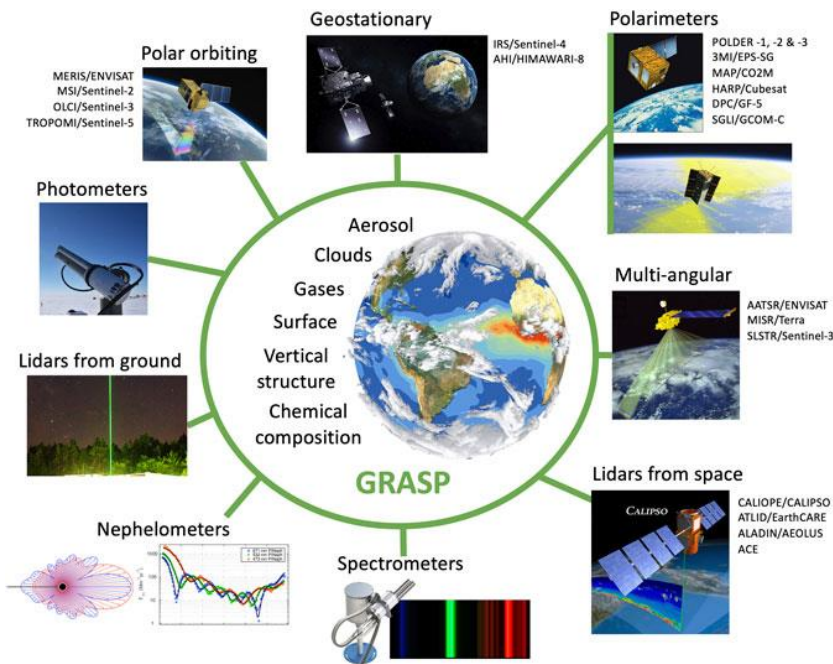 Geostationary
IRS/Sentinel-4
AHI/HIMAWARI-8
Polarimeters
POLDER -1, -2 & -3
3MI/EPS-SG
MAP/CO2M
HARP/Cubesat
DPC/GF-5
SGLI/GCOM-C
Polar orbiting
MERIS/ENVISAT
MSI/Sentinel-2
OLCI/Sentinel-3
TROPOMI/Sentinel-5
Photometers
Aerosol
Clouds
Gases
Surface
Vertical
structure
Chemical
composition
GRASP
Multi-angular
AATSR/ENVISAT
MISR/Terra
SLSTR/Sentinel-3
Lidars from ground
Lidars from space
CALIPSO
CALIOPE/CALIPSO
ATLID/EarthCARE
ALADIN/AEOLUS
ACE
Nephelometers
Spectrometers